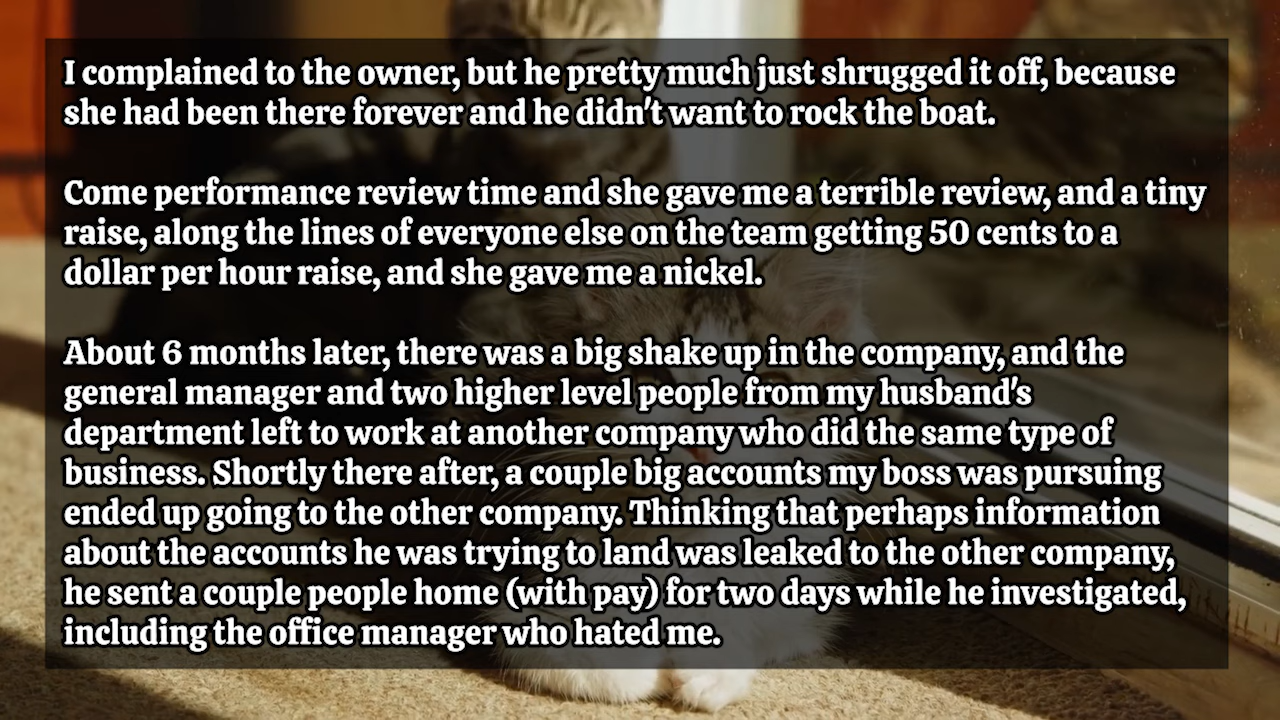 I complained to the owner, but he pretty much just shrugged it off, because
she had been there forever and he didn't want to rock the boat.
Come performance review time and she gave me a terrible review, and a tiny
raise, along the lines of everyone else on the team getting 50 cents to a
dollar per hour raise, and she gave me a nickel.
About 6 months later, there was a big shake up in the company, and the
general manager and two higher level people from my husband's
department left to work at another company who did the same type of
business. Shortly there after, a couple big accounts my boss was pursuing
ended up going to the other company. Thinking that perhaps information
about the accounts he was trying to land was leaked to the other company,
he sent a couple people home (with pay) for two days while he investigated,
including the office manager who hated me.